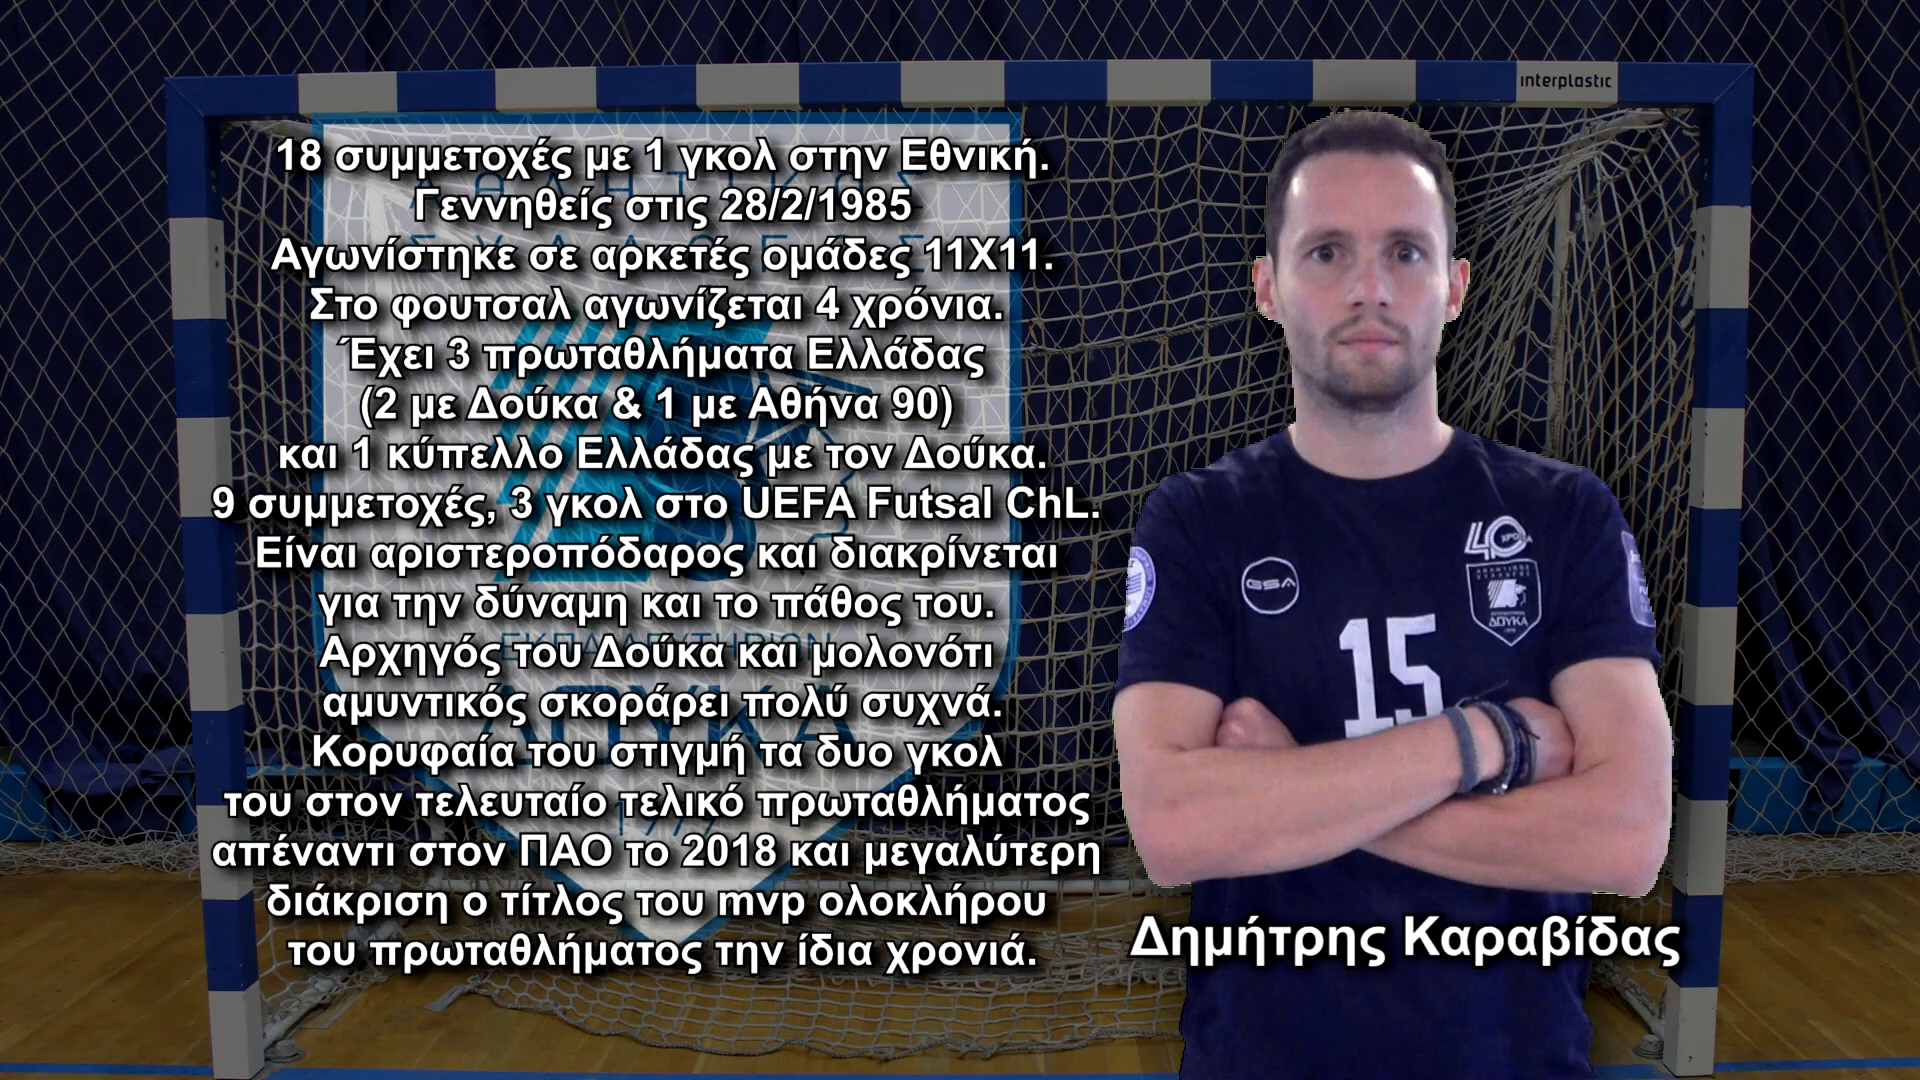 interplastic
18 συμμετοχές με 1 γκολ στην Εθνική.
Γεννηθείς στις 28/2/1985
Αγωνίστηκε σε αρκετές ομάδες 11Χ11.
Στο φουτσαλ αγωνίζεται 4 χρόνια.
Έχει 3 πρωταθλήματα Ελλάδας
(2 με Δούκα & 1 με Αθήνα 90)
και 1 κύπελλο Ελλάδας με τον Δούκα.
9 συμμετοχές, 3 γκολ στο UEFA Futsal ChL.
Είναι αριστεροπόδαρος και διακρίνεται
για την δύναμη και το πάθος του.
Αρχηγός του Δούκα και μολονότι
αμυντικός σκοράρει πολύ συχνά.
Κορυφαία του στιγμή τα δυο γκολ
του στον τελευταίο τελικό πρωταθλήματος
απέναντι στον ΠΑΟ το 2018 και μεγαλύτερη
διάκριση ο τίτλος του mvp ολοκλήρου
του πρωταθλήματος την ίδια χρονιά.
GSA
40 ΧΡΟΝΙΑ
ΑΘΛΗΤΙΚΟΣ
ΣΥΛΛΟΓΟΣ
ΔΟΥΚΑ
15
Δημήτρης Καραβίδας